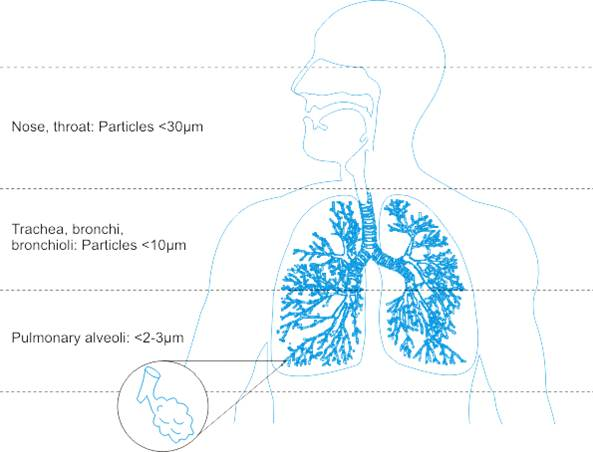 Nose, throat: Particles <30µm
Trachea, bronchi,
bronchioli: Particles <10µm
Pulmonary alveoli: <2-3µm